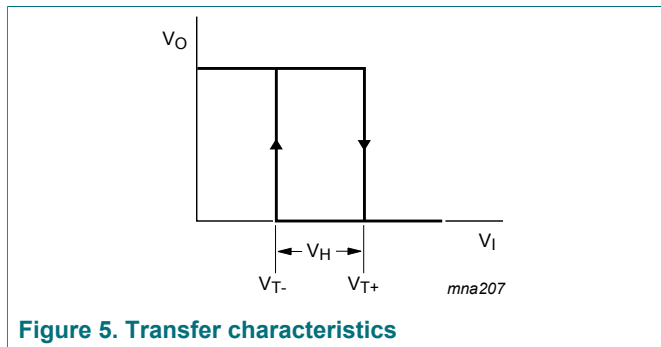 VO
VI
VH
VT-
VT+
mna207
Figure 5. Transfer characteristics